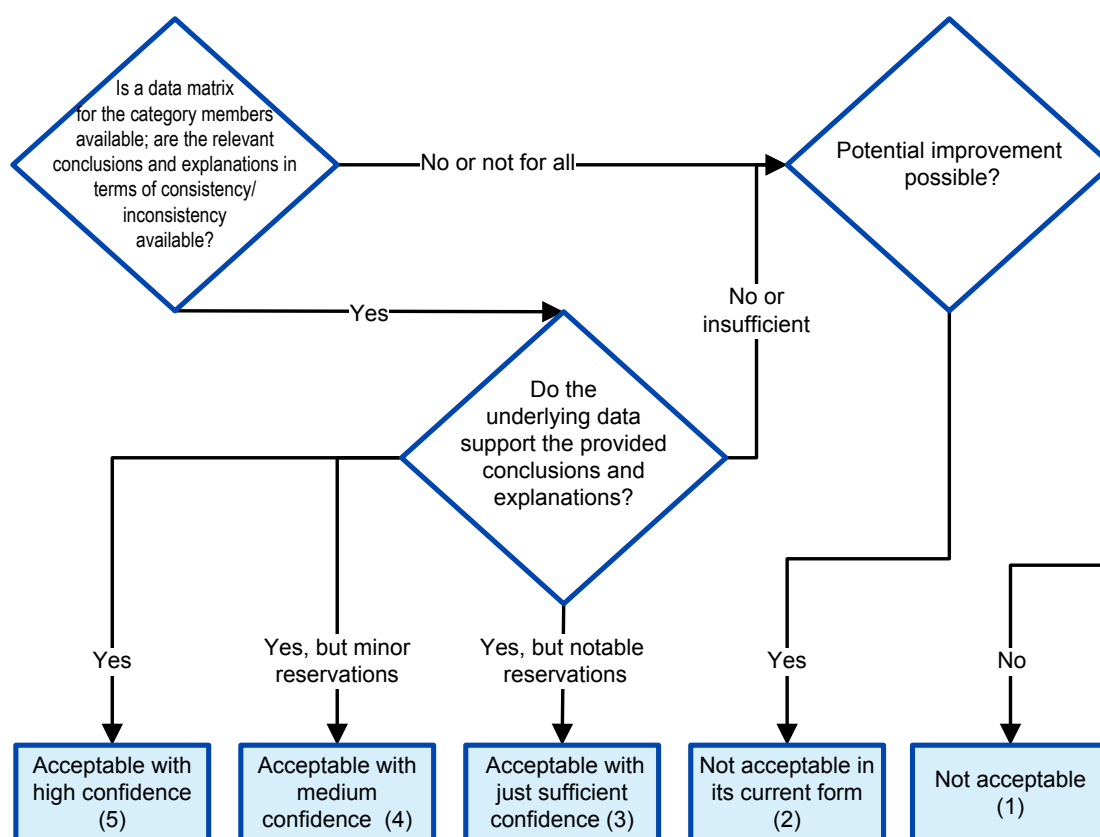 Is a data matrix
for the category members
available; are the relevant
conclusions and explanations in
terms of consistency/
inconsistency
available?
No or not for all
Potential improvement
possible?
Yes
No or
insufficient
Do the
underlying data
support the provided
conclusions and
explanations?
Yes
Yes, but minor
reservations
Yes, but notable
reservations
Yes
No
Acceptable with
high confidence
(5)
Acceptable with
medium
confidence (4)
Acceptable with
just sufficient
confidence (3)
Not acceptable in
its current form
(2)
Not acceptable
(1)